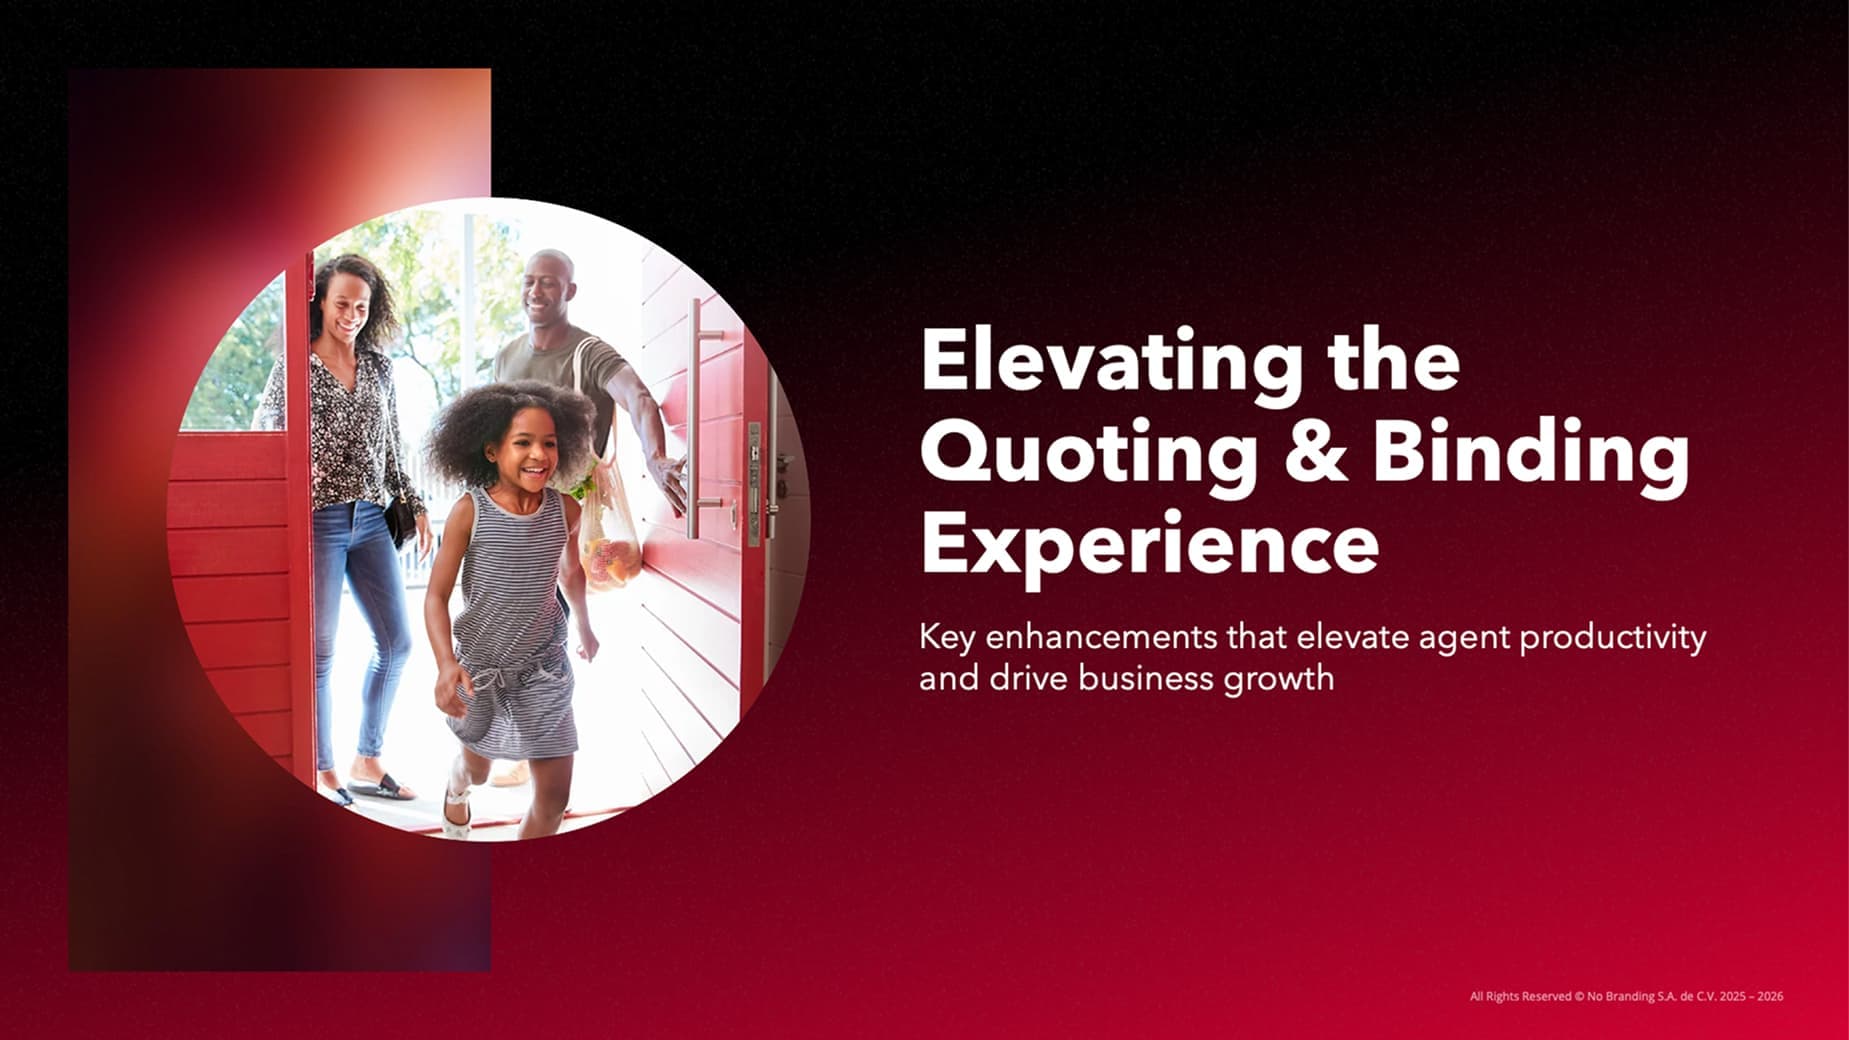 Elevating the
Quoting & Binding
Experience
Key enhancements that elevate agent productivity
and drive business growth
All Rights Reserved © No Branding S.A. de C.V. 2025 – 2026